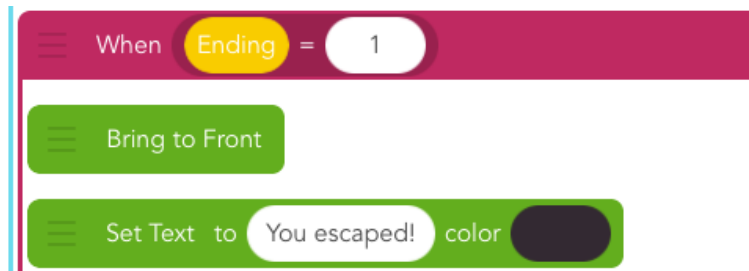 When Ending = 1
Bring to Front
Set Text to You escaped! color